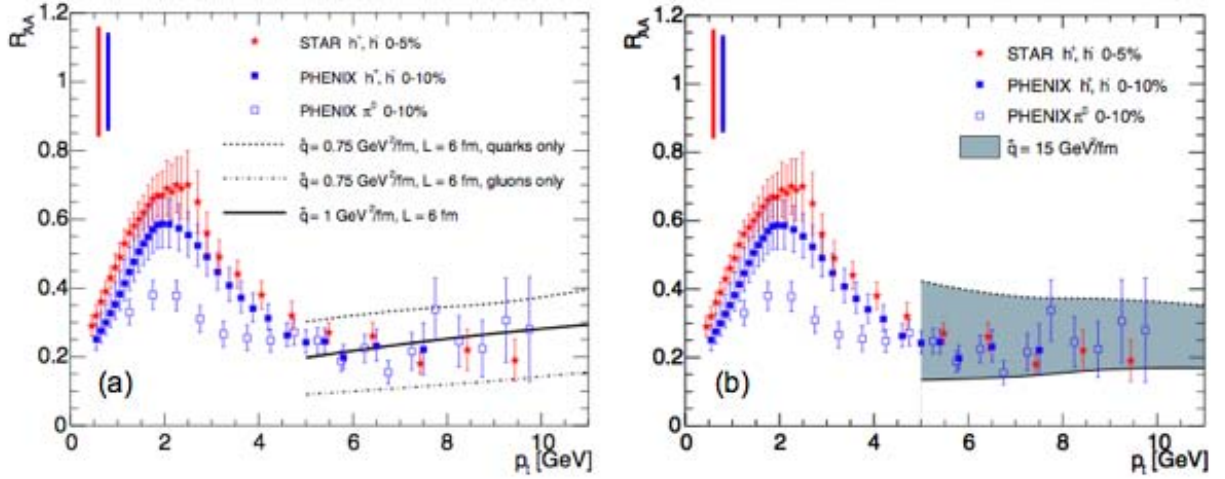 R_AA
1.2
1
0.8
0.6
0.4
0.2
0
STAR h⁺, h⁻ 0-5%
PHENIX h⁺, h⁻ 0-10%
PHENIX π⁰ 0-10%
q̂ = 0.75 GeV²/fm, L = 6 fm, quarks only
q̂ = 0.75 GeV²/fm, L = 6 fm, gluons only
q̂ = 1 GeV²/fm, L = 6 fm
(a)
0 2 4 6 8 10
p_t [GeV]
R_AA
1.2
1
0.8
0.6
0.4
0.2
0
STAR h⁺, h⁻ 0-5%
PHENIX h⁺, h⁻ 0-10%
PHENIX π⁰ 0-10%
q̂ = 15 GeV²/fm
(b)
0 2 4 6 8 10
p_t [GeV]